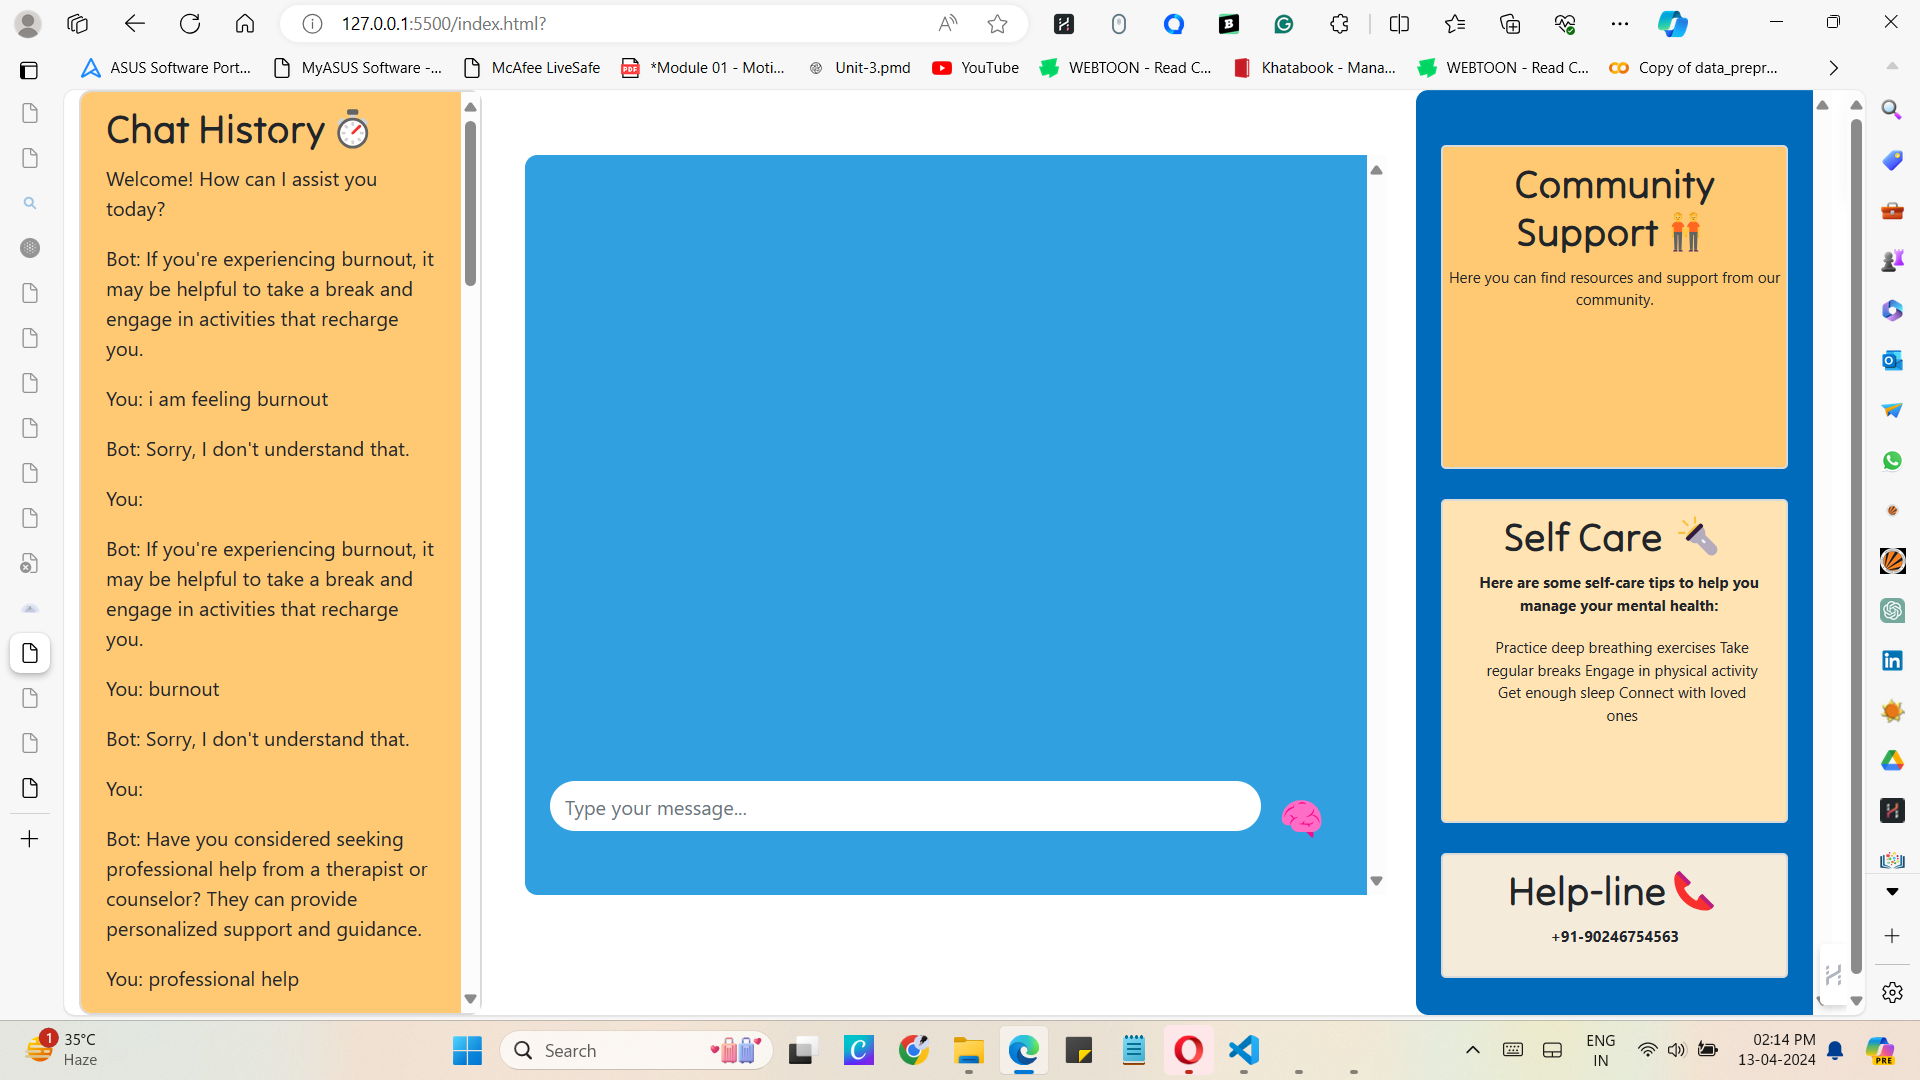 127.0.0.1:5500/index.html?
ASUS Software Port...
MyASUS Software -...
McAfee LiveSafe
*Module 01 - Moti...
Unit-3.pmd
YouTube
WEBTOON - Read C...
Khatabook - Mana...
WEBTOON - Read C...
Copy of data_prepr...
Chat History
Welcome! How can I assist you
today?
Bot: If you're experiencing burnout, it
may be helpful to take a break and
engage in activities that recharge
you.
You: i am feeling burnout
Bot: Sorry, I don't understand that.
You:
Bot: If you're experiencing burnout, it
may be helpful to take a break and
engage in activities that recharge
you.
You: burnout
Bot: Sorry, I don't understand that.
You:
Bot: Have you considered seeking
professional help from a therapist or
counselor? They can provide
personalized support and guidance.
You: professional help
Type your message...
Community
Support
Here you can find resources and support from our
community.
Self Care
Here are some self-care tips to help you
manage your mental health:
Practice deep breathing exercises Take
regular breaks Engage in physical activity
Get enough sleep Connect with loved
ones
Help-line
+91-90246754563
1
35°C
Haze
Search
ENG
IN
02:14 PM
13-04-2024
PRE